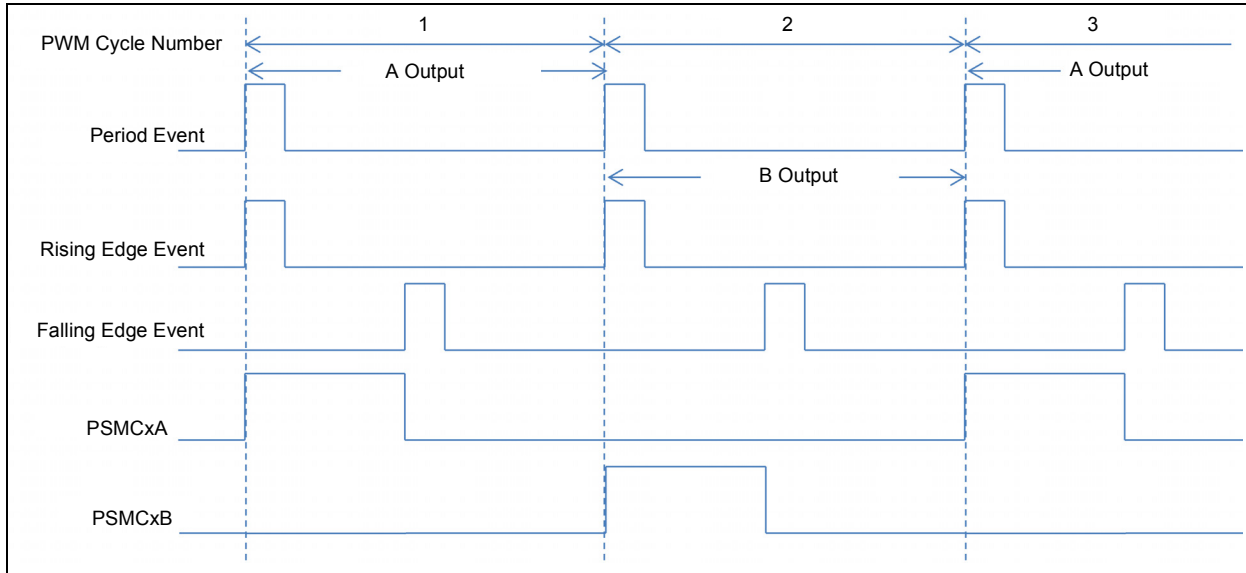 1 2 3
PWM Cycle Number
A Output A Output
Period Event
B Output
Rising Edge Event
Falling Edge Event
PSMCxA
PSMCxB